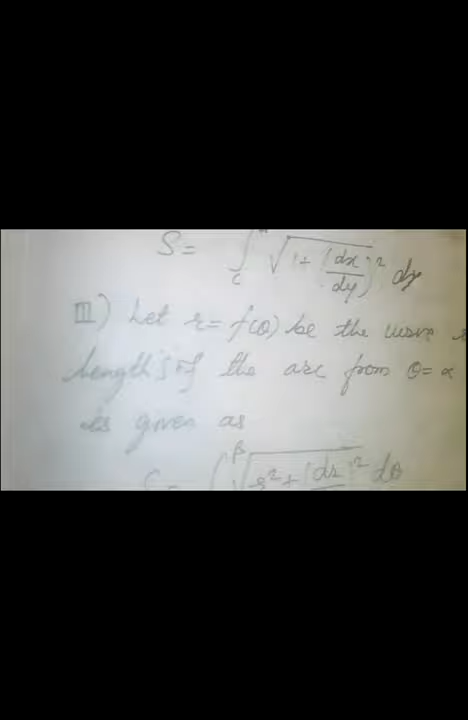 S = ∫_c √(1 + (dx/dy)²) dy
III) Let r = f(θ) be the curve
length 's' of the arc from θ = α
is given as
S = ∫^β √(r² + (dr)² dθ